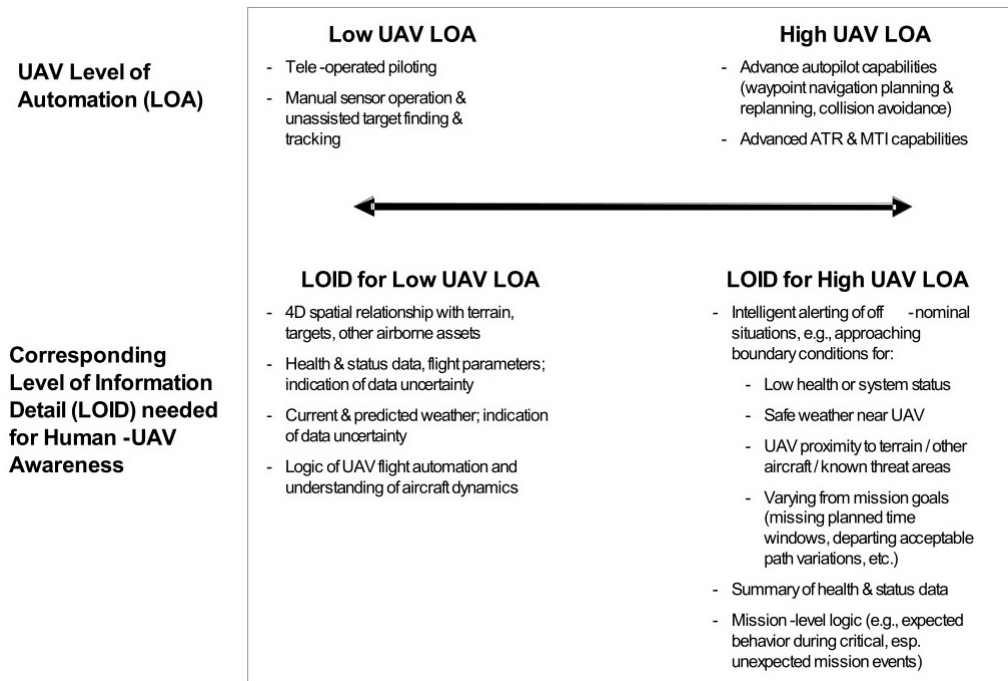 Low UAV LOA
High UAV LOA
UAV Level of
Automation (LOA)
- Tele -operated piloting
- Manual sensor operation &
unassisted target finding &
tracking
- Advance autopilot capabilities
(waypoint navigation planning &
replanning, collision avoidance)
- Advanced ATR & MTI capabilities
Corresponding
Level of Information
Detail (LOID) needed
for Human -UAV
Awareness
LOID for Low UAV LOA
- 4D spatial relationship with terrain,
targets, other airborne assets
- Health & status data, flight parameters;
indication of data uncertainty
- Current & predicted weather; indication
of data uncertainty
- Logic of UAV flight automation and
understanding of aircraft dynamics
LOID for High UAV LOA
- Intelligent alerting of off -nominal
situations, e.g., approaching
boundary conditions for:
- Low health or system status
- Safe weather near UAV
- UAV proximity to terrain / other
aircraft / known threat areas
- Varying from mission goals
(missing planned time
windows, departing acceptable
path variations, etc.)
- Summary of health & status data
- Mission -level logic (e.g., expected
behavior during critical, esp.
unexpected mission events)